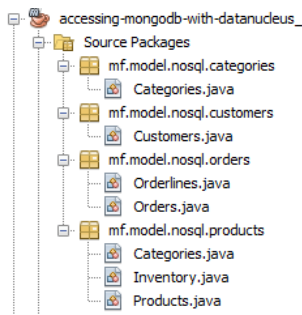 accessing-mongodb-with-datanucleus_
Source Packages
mf.model.nosql.categories
Categories.java
mf.model.nosql.customers
Customers.java
mf.model.nosql.orders
Orderlines.java
Orders.java
mf.model.nosql.products
Categories.java
Inventory.java
Products.java